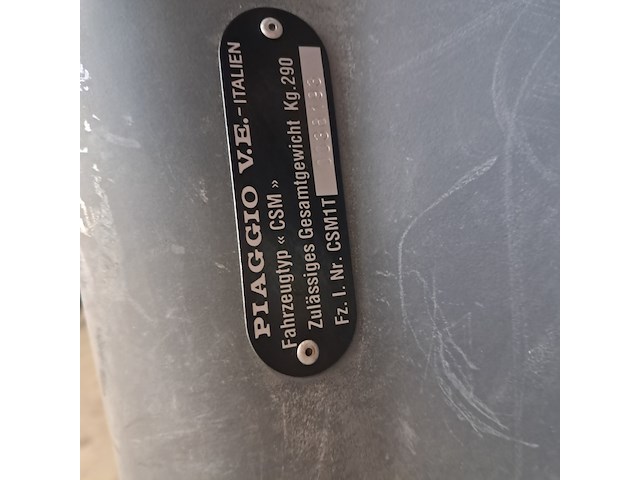 PIAGGIO V.E.-ITALIEN
Fahrzeugtyp « CSM »
Zulässiges Gesamtgewicht Kg.290
Fz. I. Nr. CSM1T